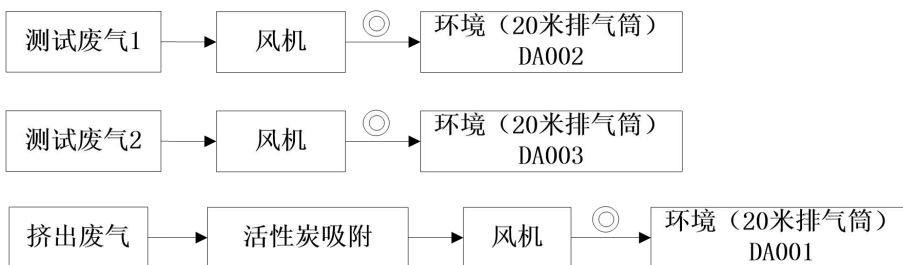 测试废气1
风机
环境（20米排气筒）
DA002
测试废气2
风机
环境（20米排气筒）
DA003
挤出废气
活性炭吸附
风机
环境（20米排气筒）
DA001